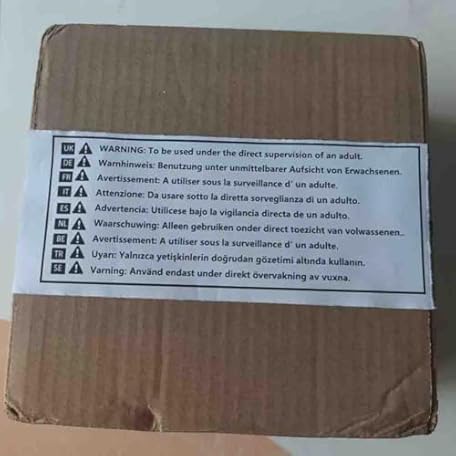 UK WARNING: To be used under the direct supervision of an adult.
DE Warnhinweis: Benutzung unter unmittelbarer Aufsicht von Erwachsenen.
FN Avertissement: A utiliser sous la surveillance d' un adulte.
IT Attenzione: Da usare sotto la diretta sorveglianza di un adulto.
ES Advertencia: Utilicese bajo la vigilancia directa de un adulto.
NL Waarschuwing: Alleen gebruiken onder direct toezicht van volwassenen..
BE Avertissement: A utiliser sous la surveillance d' un adulte.
TR Uyarı: Yalnızca yetişkinlerin doğrudan gözetimi altında kullanın.
SE Varning: Använd endast under direkt övervakning av vuxna.